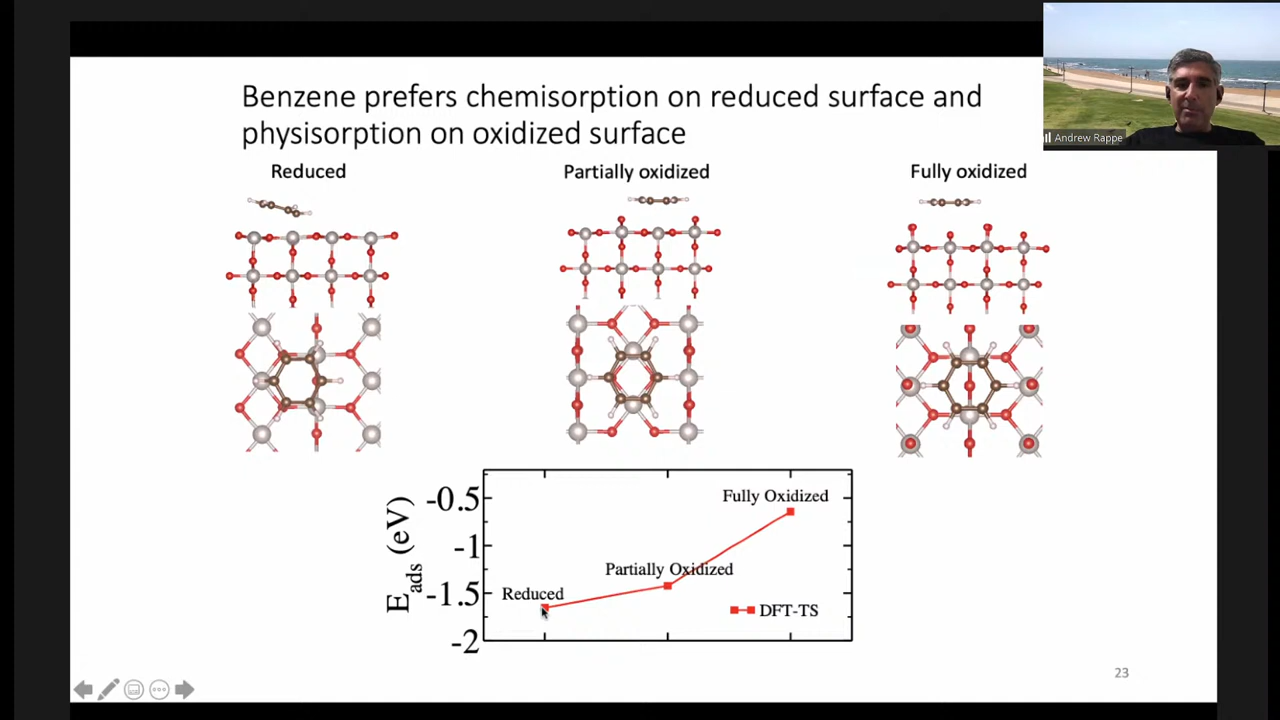 Benzene prefers chemisorption on reduced surface and
physisorption on oxidized surface
Andrew Rappe
Reduced
Partially oxidized
Fully oxidized
E_ads (eV)
-0.5
-1
-1.5
-2
Fully Oxidized
Partially Oxidized
Reduced
DFT-TS
23